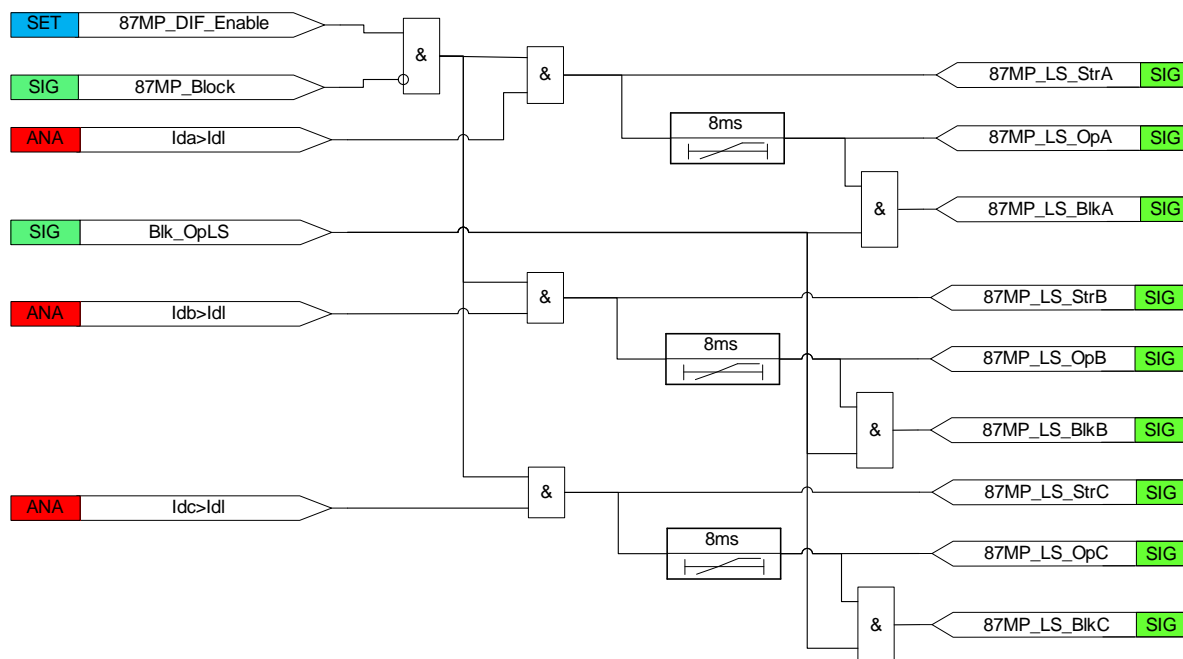 SET 87MP_DIF_Enable
&
&
SIG 87MP_Block
87MP_LS_StrA SIG
ANA Ida>Idl
8ms
87MP_LS_OpA SIG
&
87MP_LS_BlkA SIG
SIG Blk_OpLS
&
87MP_LS_StrB SIG
ANA Idb>Idl
8ms
87MP_LS_OpB SIG
&
87MP_LS_BlkB SIG
&
87MP_LS_StrC SIG
ANA Idc>Idl
8ms
87MP_LS_OpC SIG
&
87MP_LS_BlkC SIG